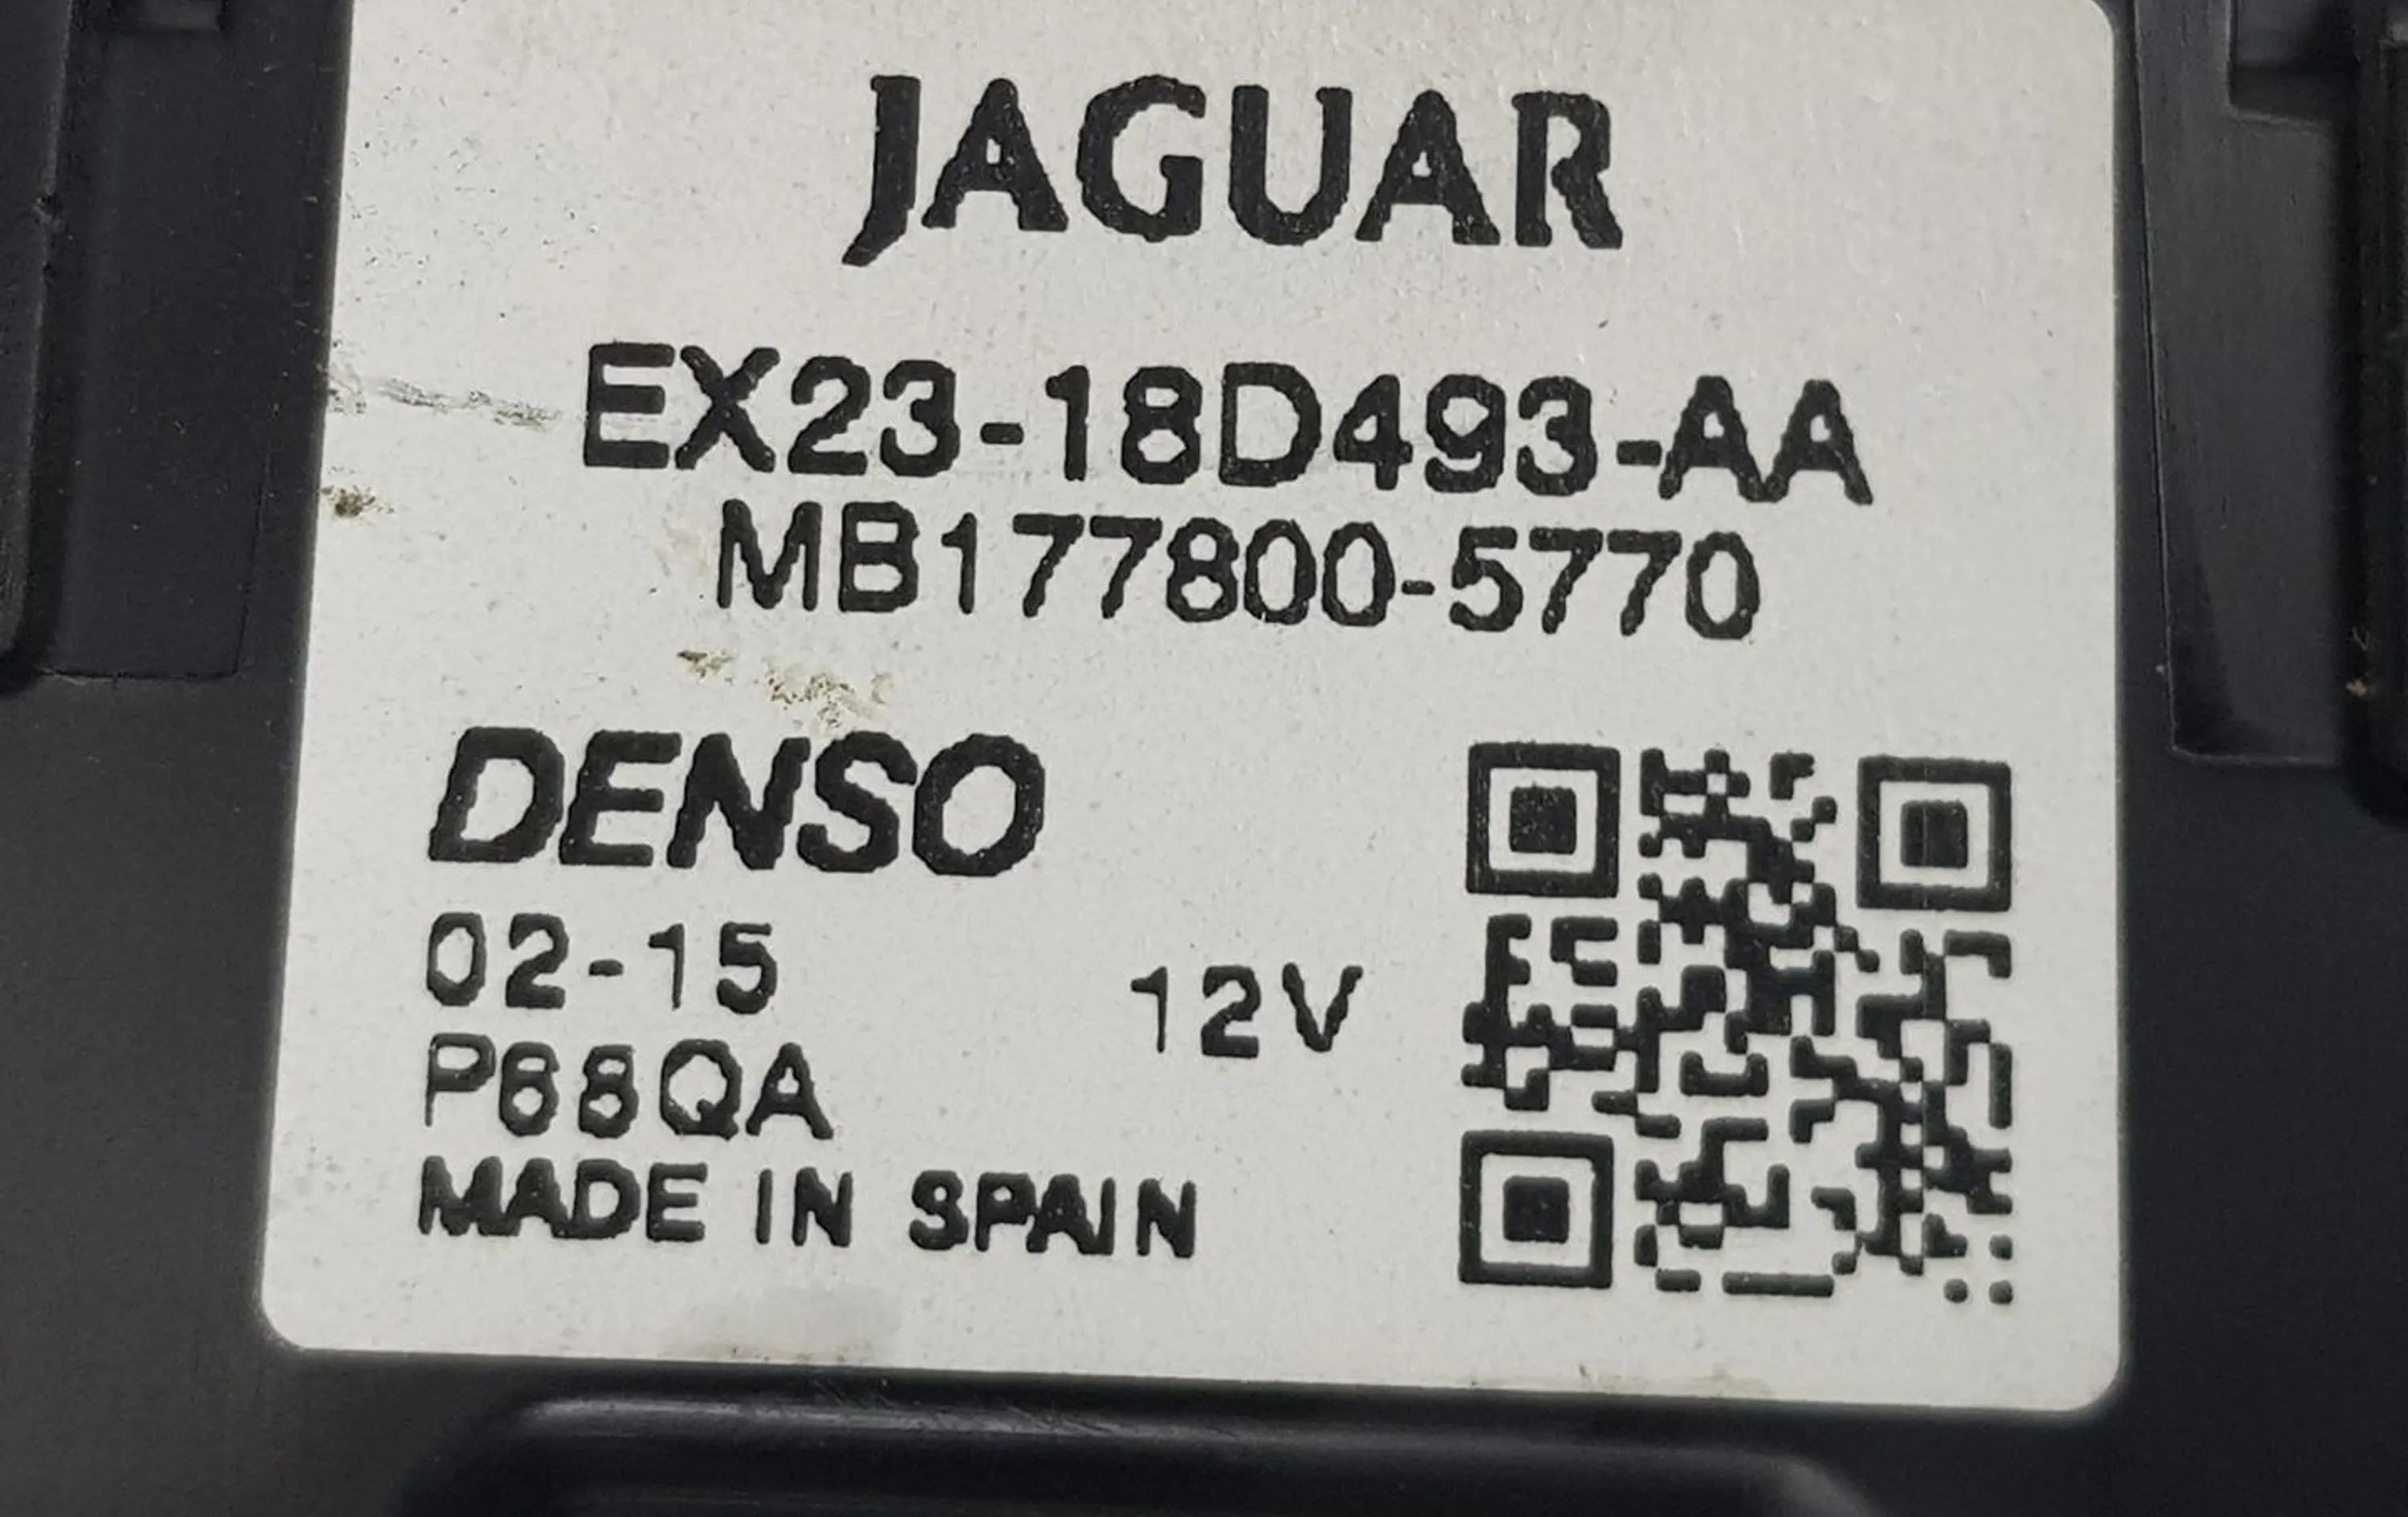 JAGUAR
EX23-18D493-AA
MB177800-5770
DENSO
02-15
12V
P68QA
MADE IN SPAIN